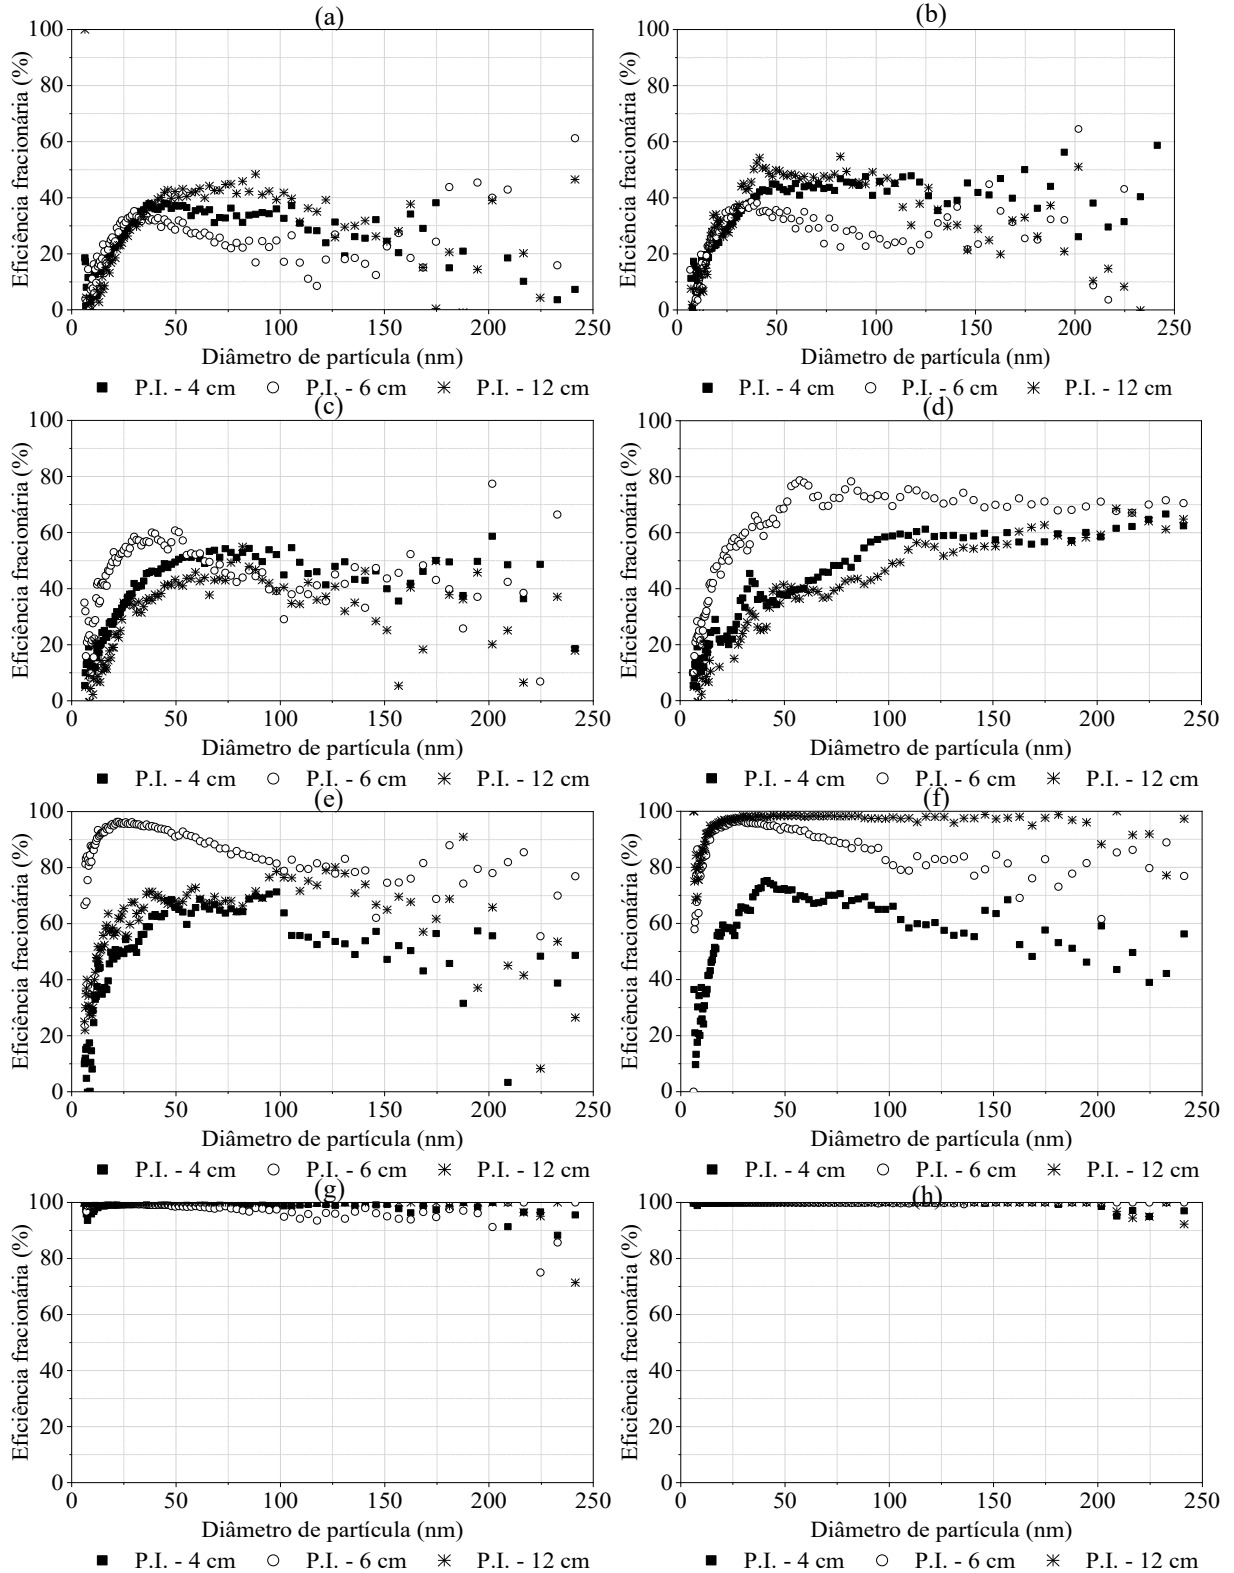 (a)
Eficiência fracionária (%)
100
80
60
40
20
0
0 50 100 150 200 250
Diâmetro de partícula (nm)
P.I. - 4 cm P.I. - 6 cm P.I. - 12 cm
(b)
Eficiência fracionária (%)
100
80
60
40
20
0
0 50 100 150 200 250
Diâmetro de partícula (nm)
P.I. - 4 cm P.I. - 6 cm P.I. - 12 cm
(c)
Eficiência fracionária (%)
100
80
60
40
20
0
0 50 100 150 200 250
Diâmetro de partícula (nm)
P.I. - 4 cm P.I. - 6 cm P.I. - 12 cm
(d)
Eficiência fracionária (%)
100
80
60
40
20
0
0 50 100 150 200 250
Diâmetro de partícula (nm)
P.I. - 4 cm P.I. - 6 cm P.I. - 12 cm
(e)
Eficiência fracionária (%)
100
80
60
40
20
0
0 50 100 150 200 250
Diâmetro de partícula (nm)
P.I. - 4 cm P.I. - 6 cm P.I. - 12 cm
(f)
Eficiência fracionária (%)
100
80
60
40
20
0
0 50 100 150 200 250
Diâmetro de partícula (nm)
P.I. - 4 cm P.I. - 6 cm P.I. - 12 cm
(g)
Eficiência fracionária (%)
100
80
60
40
20
0
0 50 100 150 200 250
Diâmetro de partícula (nm)
P.I. - 4 cm P.I. - 6 cm P.I. - 12 cm
(h)
Eficiência fracionária (%)
100
80
60
40
20
0
0 50 100 150 200 250
Diâmetro de partícula (nm)
P.I. - 4 cm P.I. - 6 cm P.I. - 12 cm